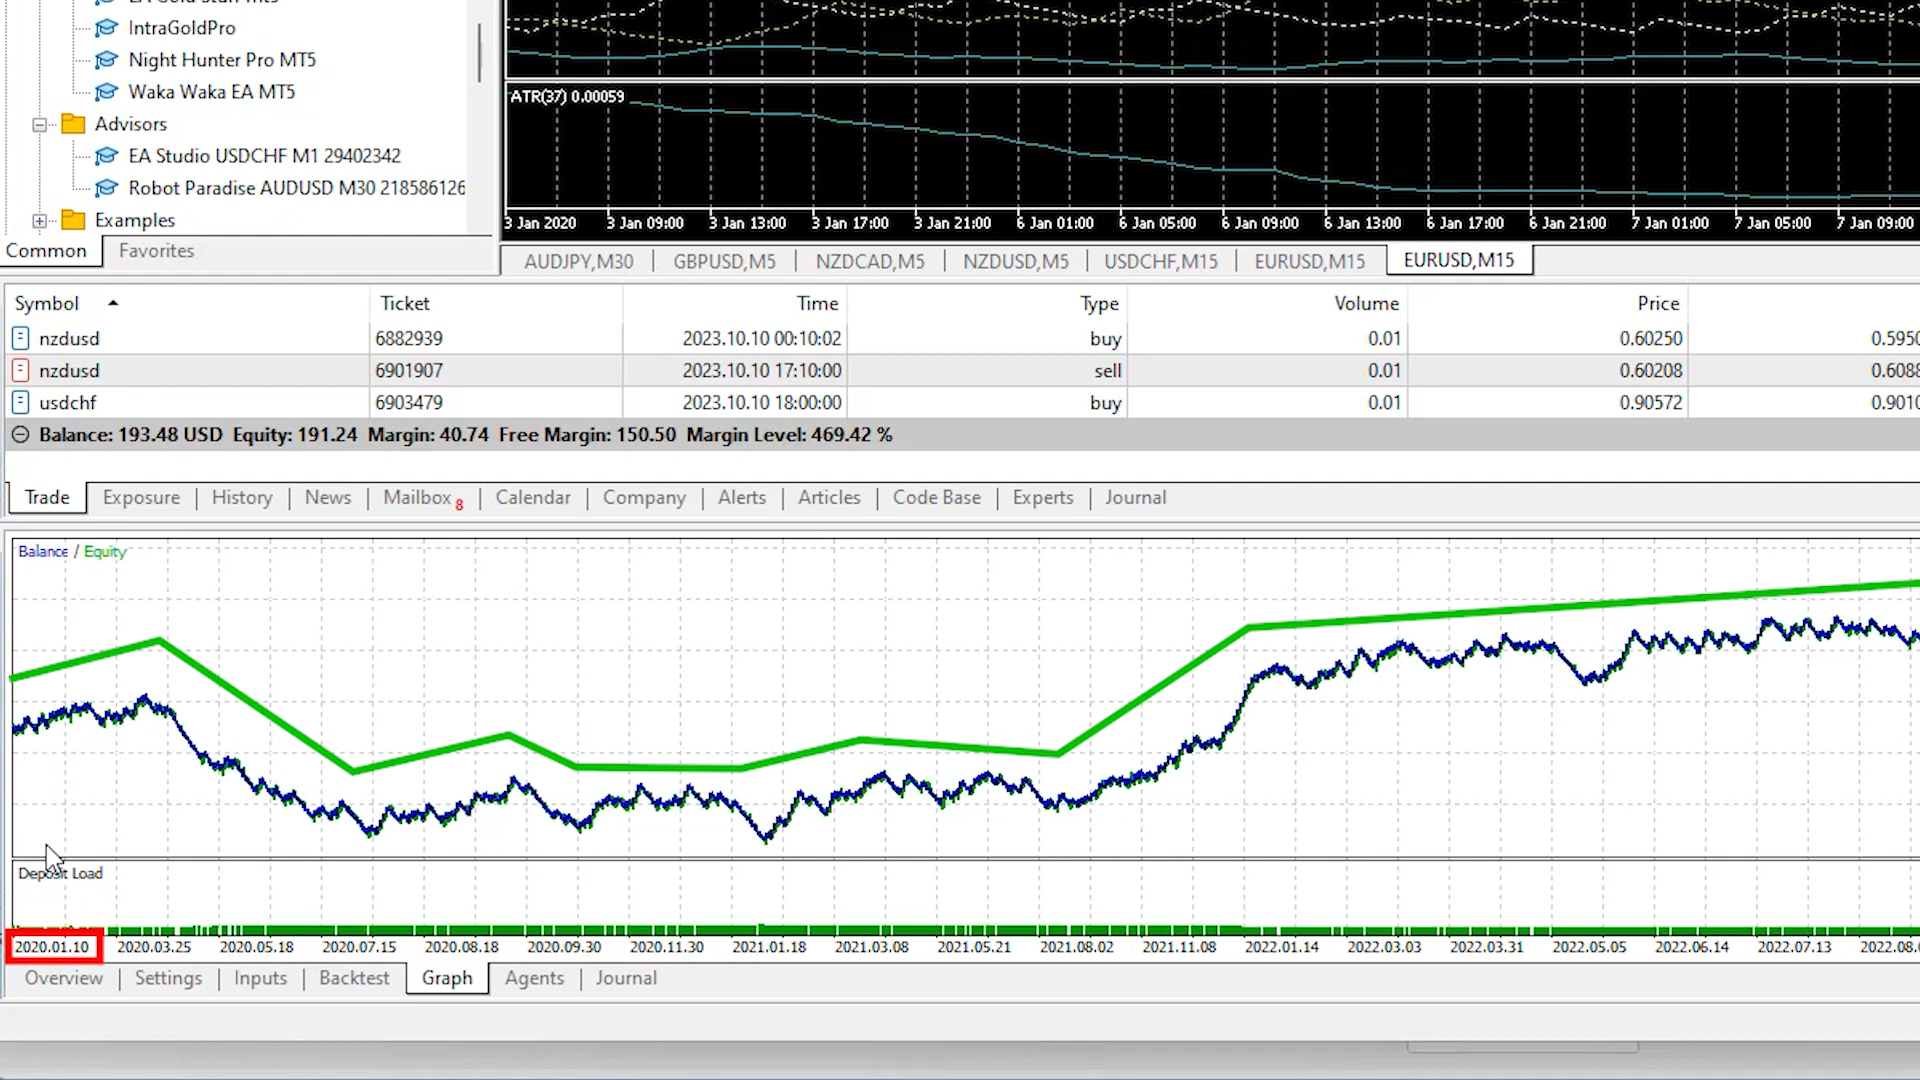 IntraGoldPro
Night Hunter Pro MT5
Waka Waka EA MT5
Advisors
EA Studio USDCHF M1 29402342
Robot Paradise AUDUSD M30 218586126
Examples
Common Favorites
ATR(37) 0.00059
3 Jan 2020 3 Jan 09:00 3 Jan 13:00 3 Jan 17:00 3 Jan 21:00 6 Jan 01:00 6 Jan 05:00 6 Jan 09:00 6 Jan 13:00 6 Jan 17:00 6 Jan 21:00 7 Jan 01:00 7 Jan 05:00 7 Jan 09:00
AUDJPY,M30 GBPUSD,M5 NZDCAD,M5 NZDUSD,M5 USDCHF,M15 EURUSD,M15 EURUSD,M15
Symbol Ticket Time Type Volume Price
nzdusd 6882939 2023.10.10 00:10:02 buy 0.01 0.60250 0.5950
nzdusd 6901907 2023.10.10 17:10:00 sell 0.01 0.60208 0.6088
usdchf 6903479 2023.10.10 18:00:00 buy 0.01 0.90572 0.9010
Balance: 193.48 USD Equity: 191.24 Margin: 40.74 Free Margin: 150.50 Margin Level: 469.42 %
Trade Exposure History News Mailbox 8 Calendar Company Alerts Articles Code Base Experts Journal
Balance / Equity
Deposit Load
2020.01.10 2020.03.25 2020.05.18 2020.07.15 2020.08.18 2020.09.30 2020.11.30 2021.01.18 2021.03.08 2021.05.21 2021.08.02 2021.11.08 2022.01.14 2022.03.03 2022.03.31 2022.05.05 2022.06.14 2022.07.13 2022.08.
Overview Settings Inputs Backtest Graph Agents Journal